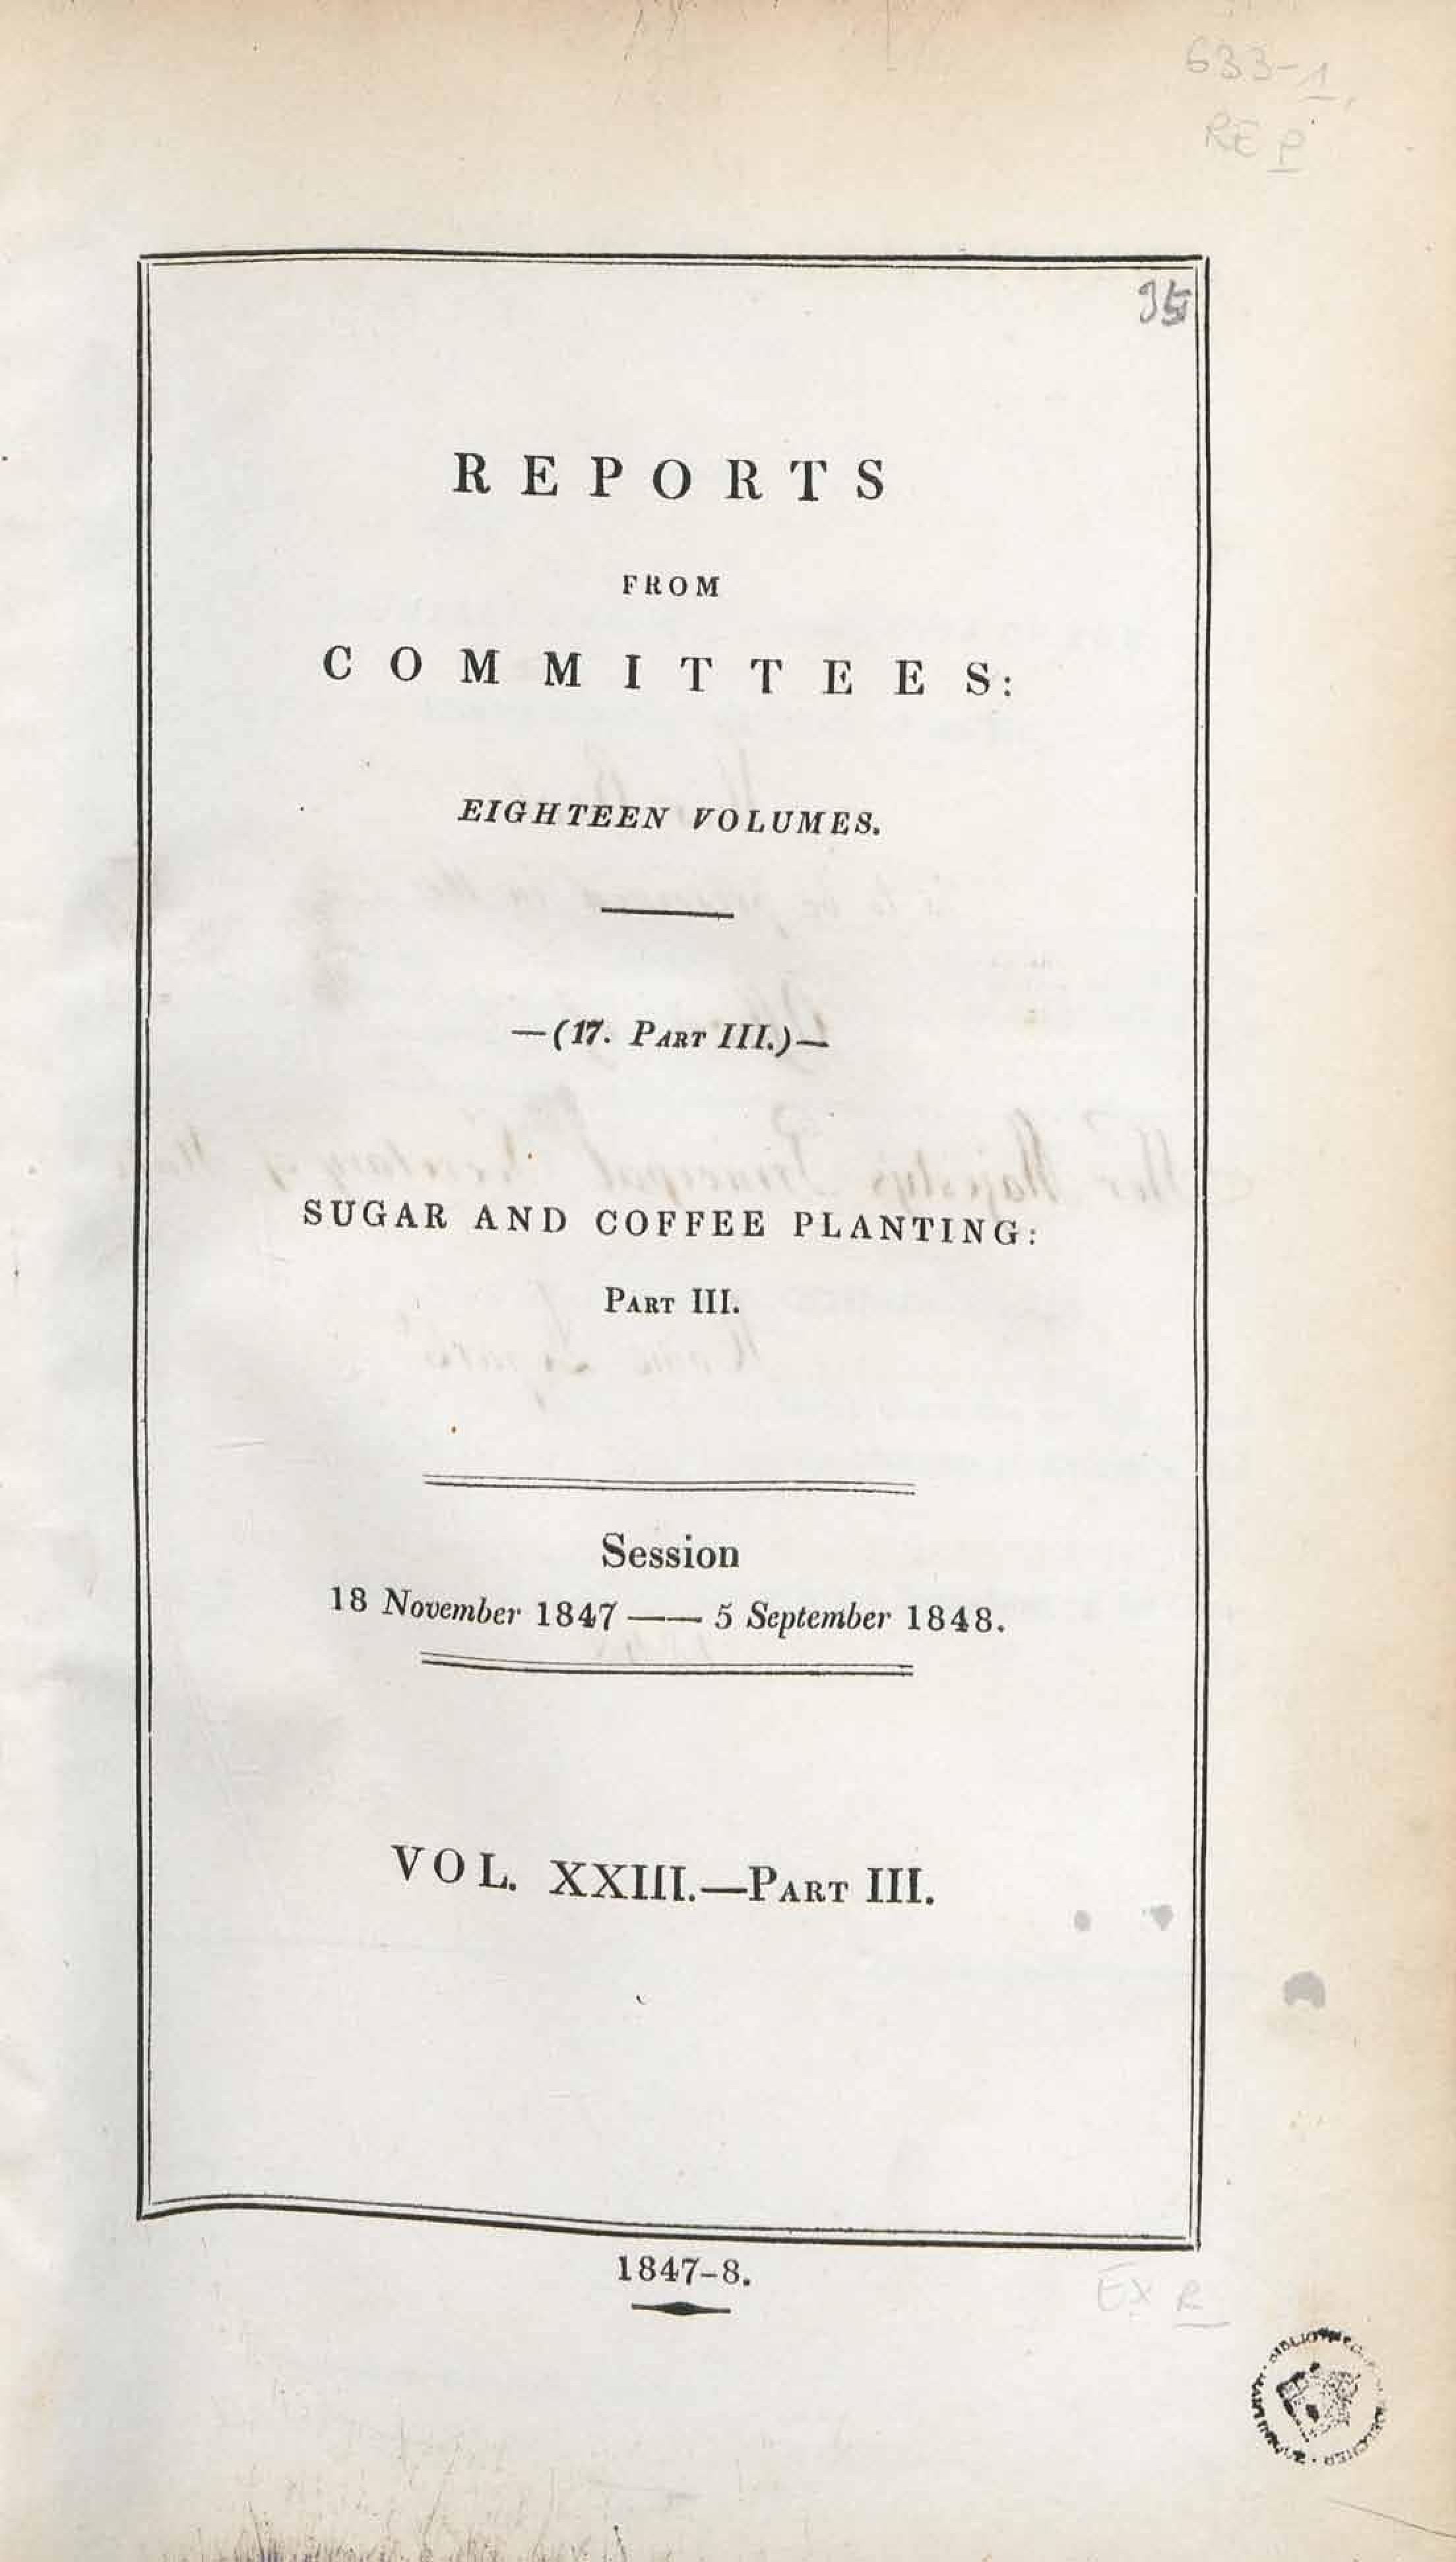 633-1
REP
REPORTS
FROM
COMMITTEES:
EIGHTEEN VOLUMES.
—(17. PART III.)—
SUGAR AND COFFEE PLANTING:
PART III.
Session
18 November 1847 —— 5 September 1848.
VOL. XXIII.—PART III.
1847-8.
EX R